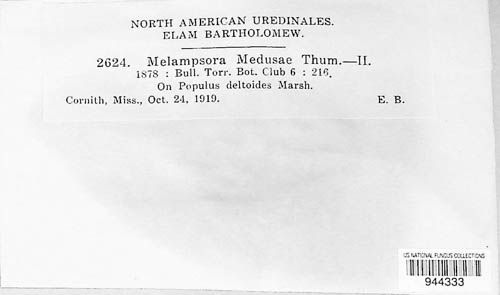 NORTH AMERICAN UREDINALES.
ELAM BARTHOLOMEW.
2624. Melampsora Medusae Thum.—II.
1878 : Bull. Torr. Bot. Club 6 : 216.
On Populus deltoides Marsh.
Cornith, Miss., Oct. 24, 1919. E. B.
US NATIONAL FUNGUS COLLECTIONS
944333